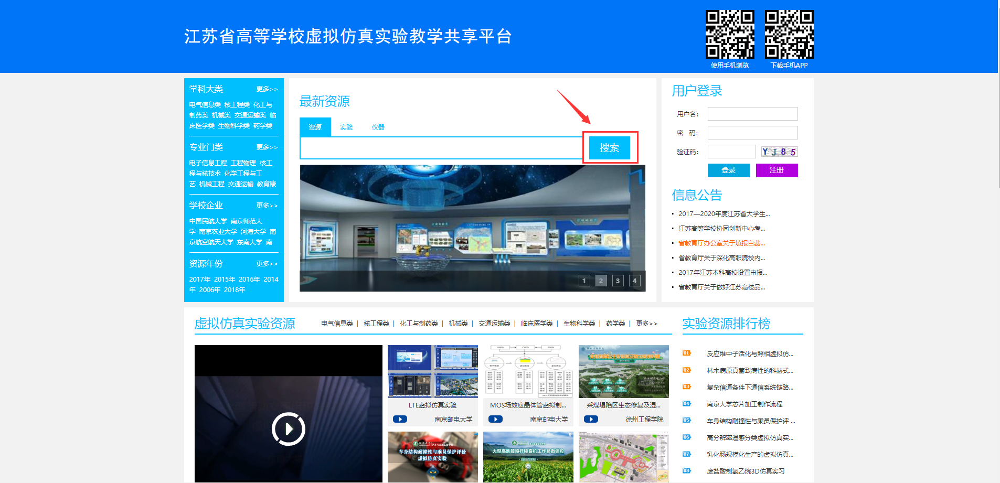 江苏省高等学校虚拟仿真实验教学共享平台
使用手机浏览
下载手机APP
学科大类 更多>>
电气信息类 核工程类 化工与
制药类 机械类 交通运输类 临
床医学类 生物科学类 药学类
专业门类 更多>>
电子信息工程 工程物理 核工
程与核技术 化学工程与工
艺 机械工程 交通运输 教育康
学校企业 更多>>
中国民航大学 南京师范大
学 南京农业大学 河海大学 南
京航空航天大学 东南大学 南
资源年份 更多>>
2017年 2015年 2016年 2014
年 2006年 2018年
最新资源
资源 实验 仪器
搜索
1 2 3 4
用户登录
用户名：
密 码：
验证码： YJ85
登录 注册
信息公告
2017—2020年度江苏省大学生...
江苏高等学校协同创新中心考...
省教育厅办公室关于填报自袭...
省教育厅关于深化高职院校内...
2017年江苏本科高校设置申报...
省教育厅关于做好江苏高校品...
虚拟仿真实验资源
电气信息类 | 核工程类 | 化工与制药类 | 机械类 | 交通运输类 | 临床医学类 | 生物科学类 | 药学类 | 更多>>
LTE虚拟仿真实验
南京邮电大学
MOS场效应晶体管虚拟制...
南京邮电大学
采煤塌陷区生态修复及湿...
徐州工程学院
车身结构耐撞性与乘员保护评价
虚拟仿真实验
大型高地隙喷杆喷雾机工作参数调控
实验资源排行榜
01 反应堆中子活化与照相虚拟仿...
02 林木病原真菌致病性的科赫式...
03 复杂信道条件下通信系统链路...
04 南京大学芯片加工制作流程
05 车身结构耐撞性与乘员保护评 ...
06 高分辨率遥感分类虚拟仿真实...
07 乳化肠规模化生产的虚拟仿真...
08 废盐酸制氯乙烷3D仿真实习